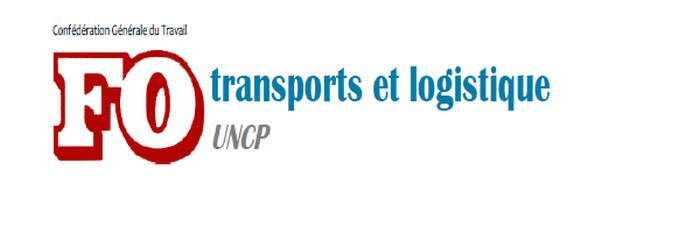 Confédération Générale du Travail
FO transports et logistique
UNCP